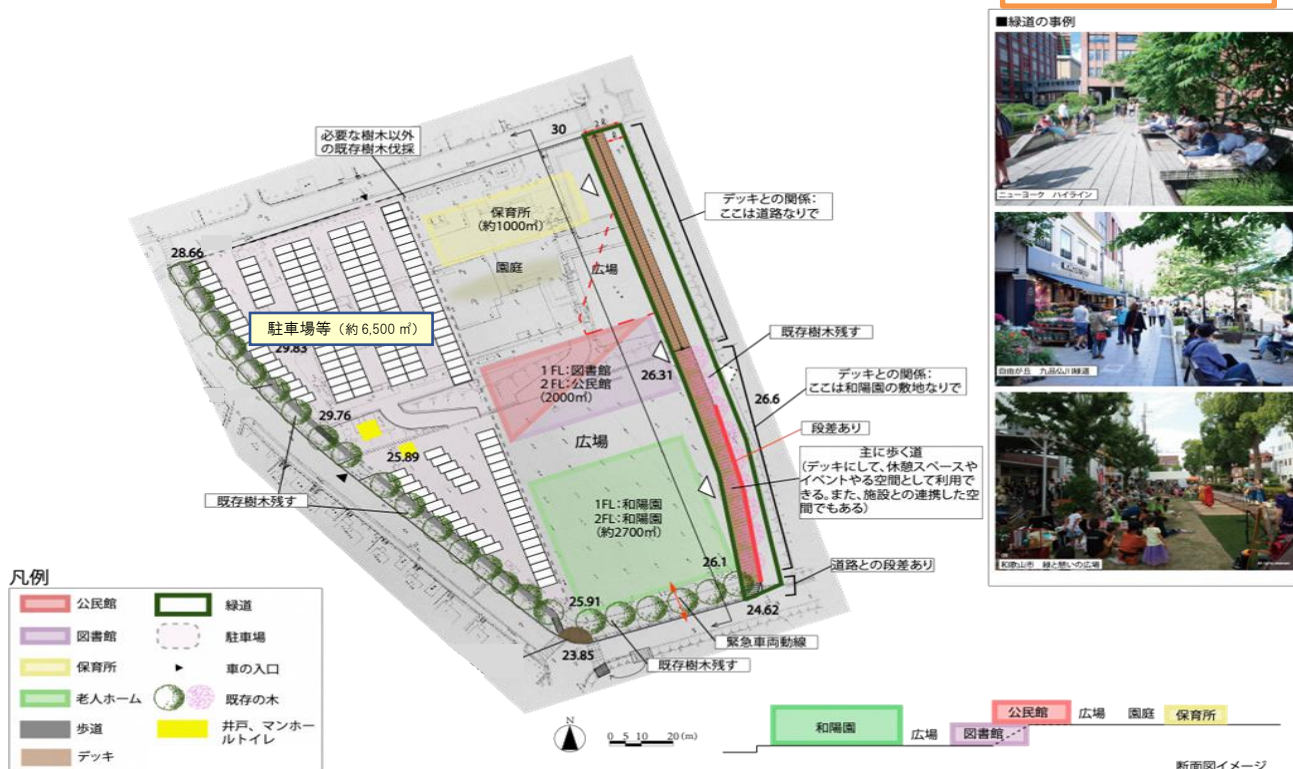 ■緑道の事例
ニューヨーク　ハイライン
自由が丘　九品仏川緑道
和歌山市　緑と憩いの広場
必要な樹木以外
の既存樹木伐採
30
28.66
保育所
(約1000㎡)
園庭
広場
デッキとの関係:
ここは道路なりで
駐車場等（約 6,500 ㎡）
29.83
既存樹木残す
1 FL:図書館
2 FL:公民館
(2000㎡)
26.31
デッキとの関係:
ここは和陽園の敷地なりで
26.6
29.76
25.89
広場
段差あり
主に歩く道
(デッキにして、休憩スペースや
イベントやる空間として利用で
きる。また、施設との連携した空
間でもある)
既存樹木残す
1FL:和陽園
2FL:和陽園
(約2700㎡)
26.1
道路との段差あり
25.91
24.62
緊急車両動線
23.85
既存樹木残す
凡例
公民館
緑道
図書館
駐車場
保育所
車の入口
老人ホーム
既存の木
歩道
井戸、マンホー
ルトイレ
デッキ
N
0 5 10 20 (m)
和陽園
広場
図書館
公民館
広場
園庭
保育所
断面図イメージ